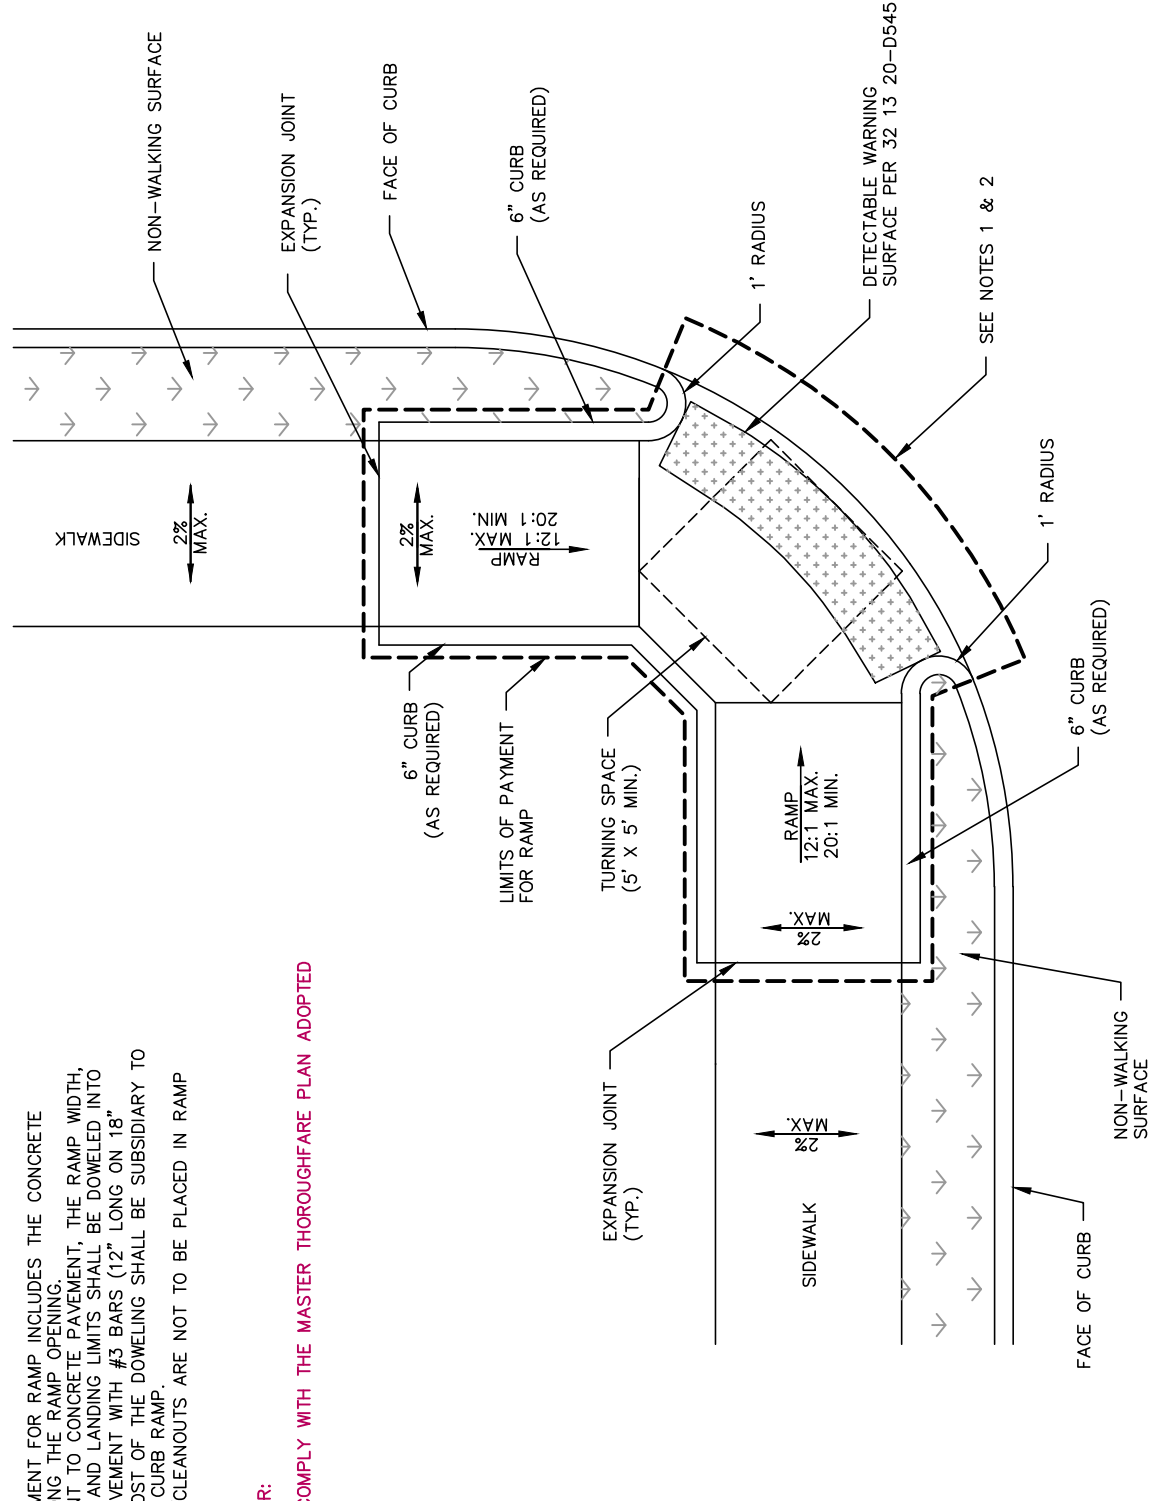 NON-WALKING SURFACE
EXPANSION JOINT
(TYP.)
FACE OF CURB
6" CURB
(AS REQUIRED)
1' RADIUS
DETECTABLE WARNING
SURFACE PER 32 13 20-D545
SEE NOTES 1 & 2
1' RADIUS
6" CURB
(AS REQUIRED)
SIDEWALK
2%
MAX.
2%
MAX.
RAMP
12:1 MAX.
20:1 MIN.
6" CURB
(AS REQUIRED)
LIMITS OF PAYMENT
FOR RAMP
TURNING SPACE
(5' X 5' MIN.)
RAMP
12:1 MAX.
20:1 MIN.
2%
MAX.
EXPANSION JOINT
(TYP.)
2%
MAX.
SIDEWALK
NON-WALKING
SURFACE
FACE OF CURB
MENT FOR RAMP INCLUDES THE CONCRETE
NG THE RAMP OPENING.
NT TO CONCRETE PAVEMENT, THE RAMP WIDTH,
AND LANDING LIMITS SHALL BE DOWELED INTO
VEMENT WITH #3 BARS (12" LONG ON 18"
OST OF THE DOWELING SHALL BE SUBSIDIARY TO
CURB RAMP.
CLEANOUTS ARE NOT TO BE PLACED IN RAMP
R:
COMPLY WITH THE MASTER THOROUGHFARE PLAN ADOPTED